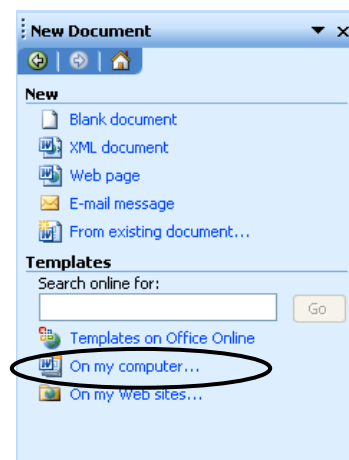 New Document
New
Blank document
XML document
Web page
E-mail message
From existing document...
Templates
Search online for:
Go
Templates on Office Online
On my computer...
On my Web sites...